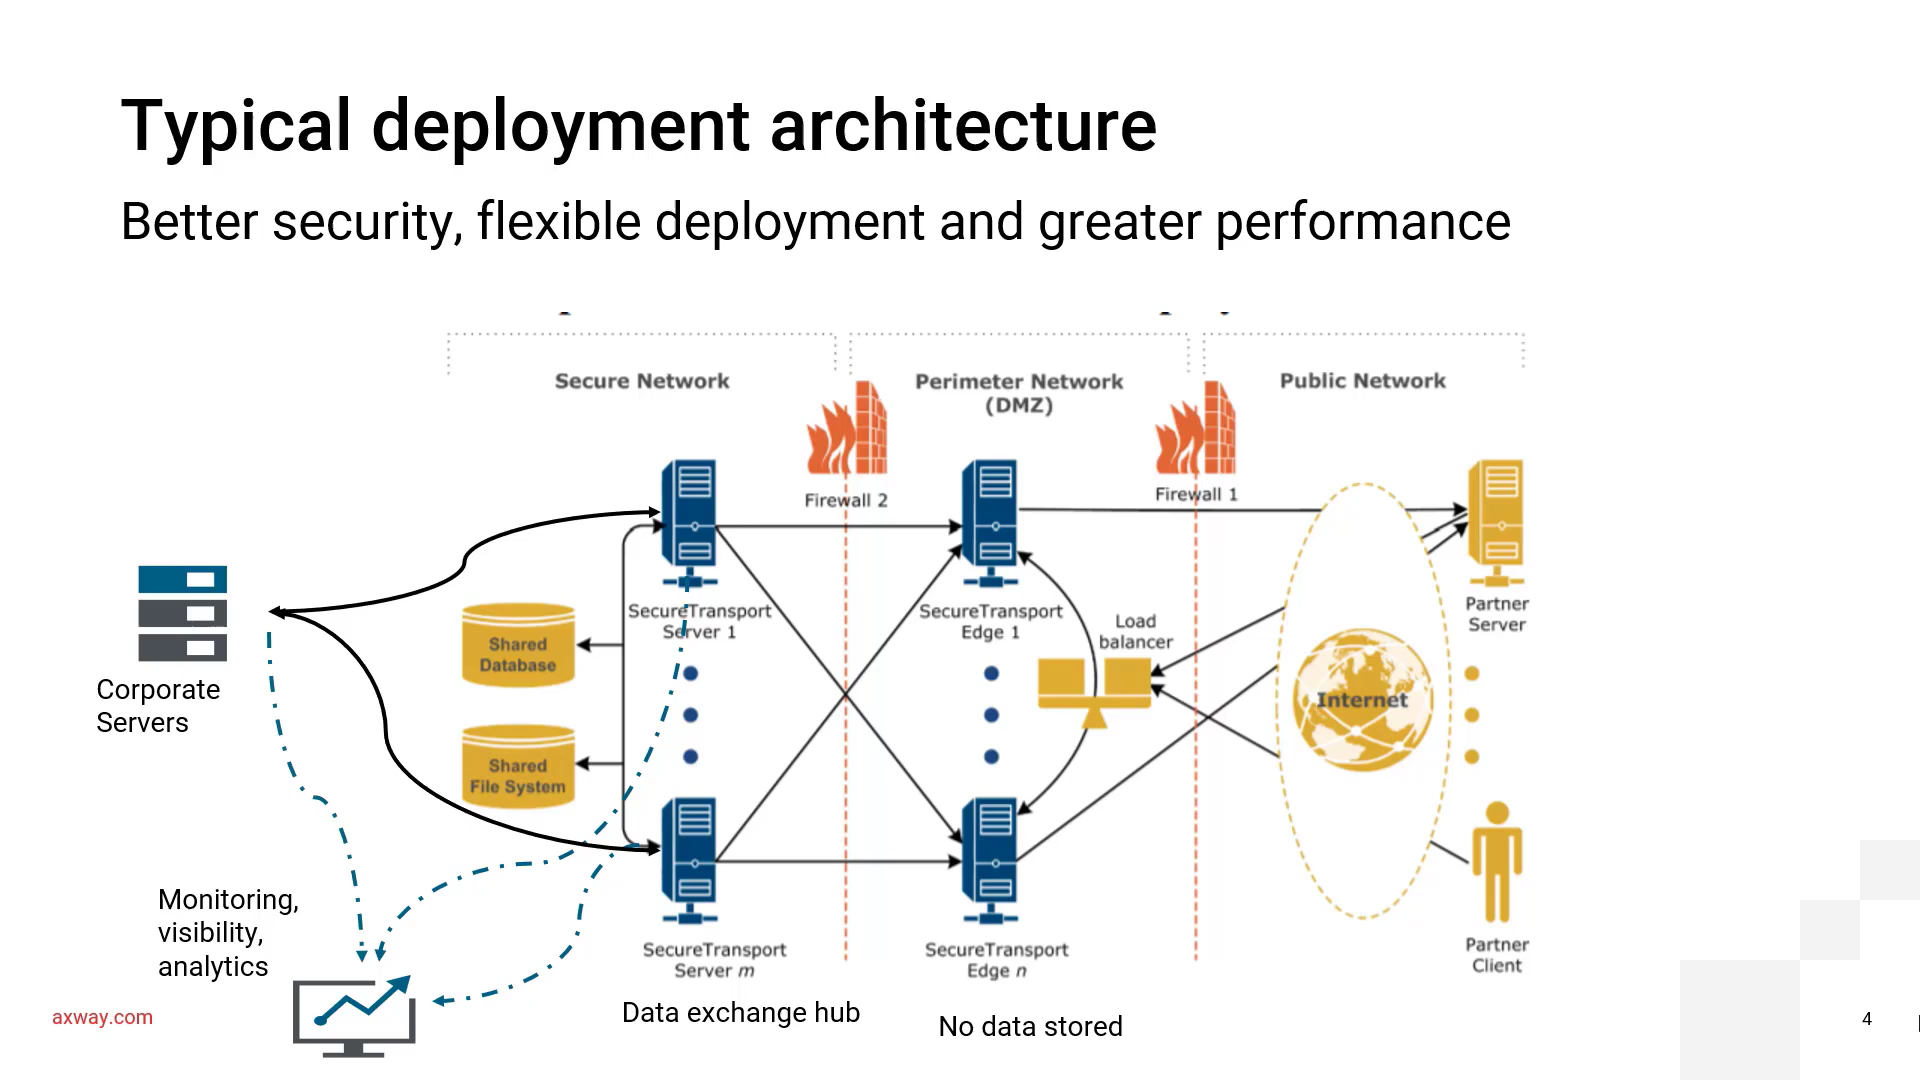 Typical deployment architecture
Better security, flexible deployment and greater performance
Secure Network
Perimeter Network
(DMZ)
Public Network
Firewall 2
Firewall 1
SecureTransport
Server 1
SecureTransport
Edge 1
Load
balancer
Partner
Server
Shared
Database
Corporate
Servers
Internet
Shared
File System
Monitoring,
visibility,
analytics
SecureTransport
Server m
SecureTransport
Edge n
Partner
Client
Data exchange hub
No data stored
axway.com
4